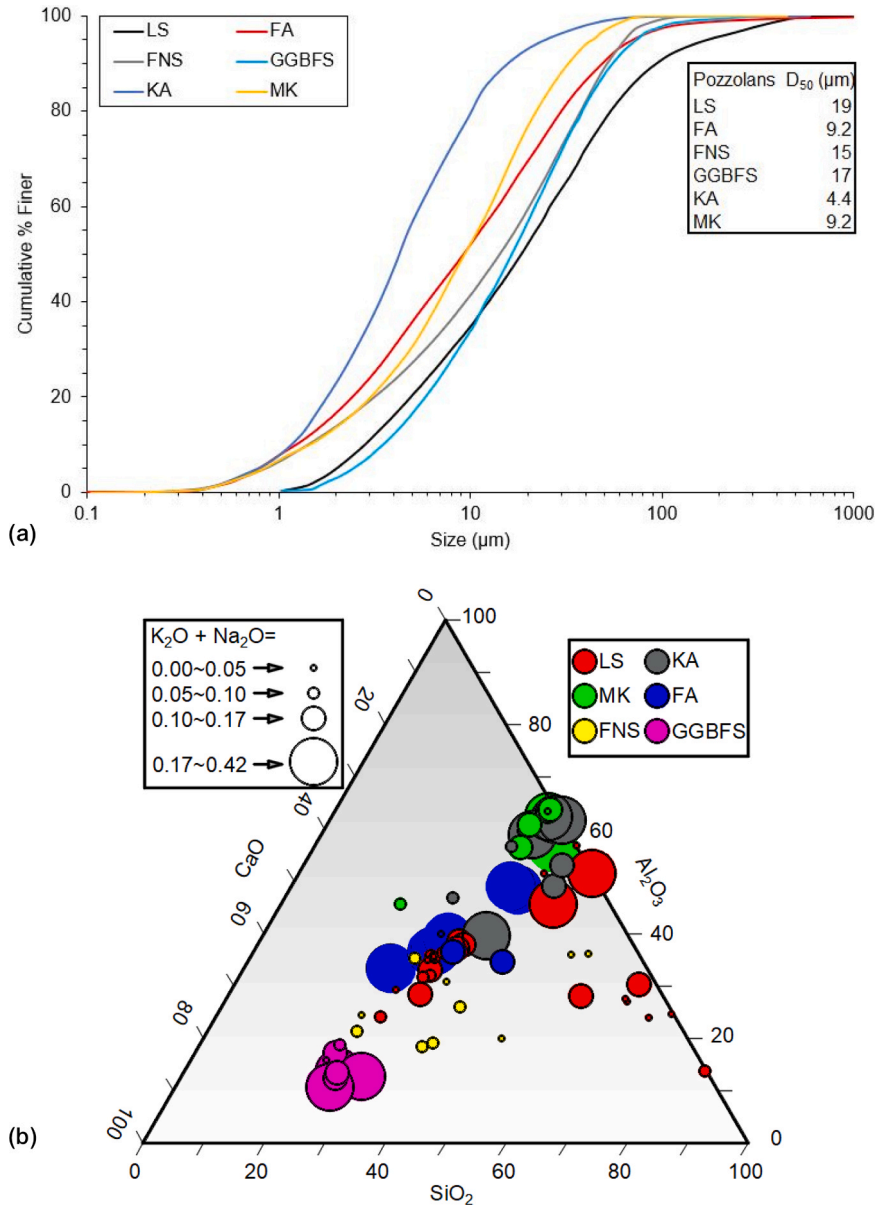 100
80
60
40
20
0
Cumulative % Finer
LS FA
FNS GGBFS
KA MK
Pozzolans D₅₀ (µm)
LS 19
FA 9.2
FNS 15
GGBFS 17
KA 4.4
MK 9.2
0.1 1 10 100 1000
Size (µm)
(a)
K₂O + Na₂O=
0.00~0.05
0.05~0.10
0.10~0.17
0.17~0.42
LS KA
MK FA
FNS GGBFS
0
20
40
60
80
100
CaO
100
80
60
40
20
0
Al₂O₃
0 20 40 60 80 100
SiO₂
(b)